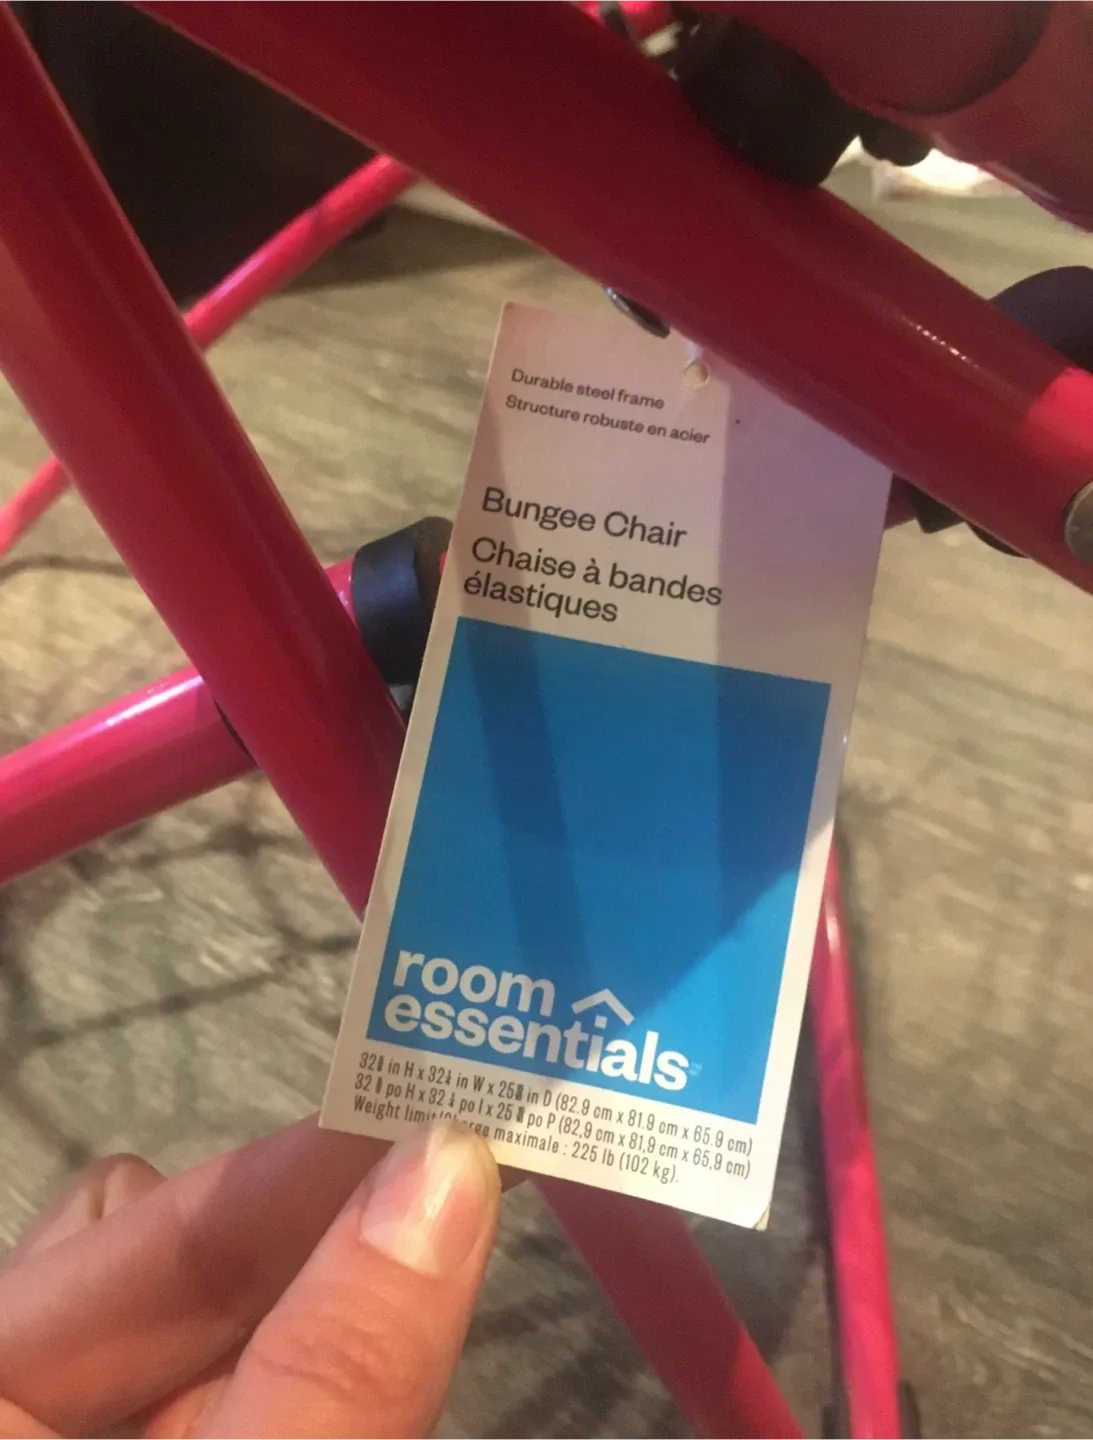 Durable steel frame
Structure robuste en acier
Bungee Chair
Chaise à bandes
élastiques
room
essentials
in H x in W x in D (82.9 cm x 81.9 cm x 65.9 cm)
po H x po l x po P (82,9 cm x 81,9 cm x 65,9 cm)
Weight maximale : 225 lb (102 kg).